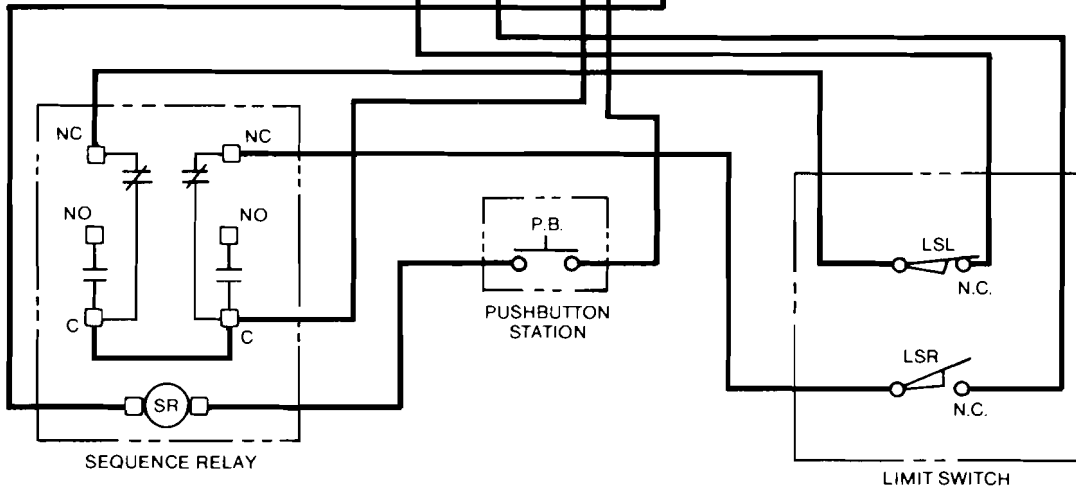 NC
NC
NO
NO
P.B.
LSL
N.C.
PUSHBUTTON
STATION
C
C
LSR
N.C.
SR
SEQUENCE RELAY
LIMIT SWITCH